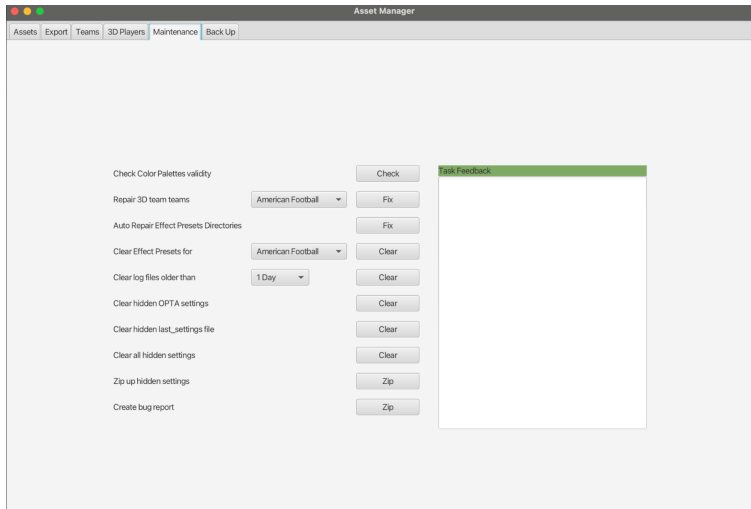 Asset Manager
Assets Export Teams 3D Players Maintenance Back Up
Check Color Palettes validity Check
Repair 3D team teams American Football Fix
Auto Repair Effect Presets Directories Fix
Clear Effect Presets for American Football Clear
Clear log files older than 1 Day Clear
Clear hidden OPTA settings Clear
Clear hidden last_settings file Clear
Clear all hidden settings Clear
Zip up hidden settings Zip
Create bug report Zip
Task Feedback